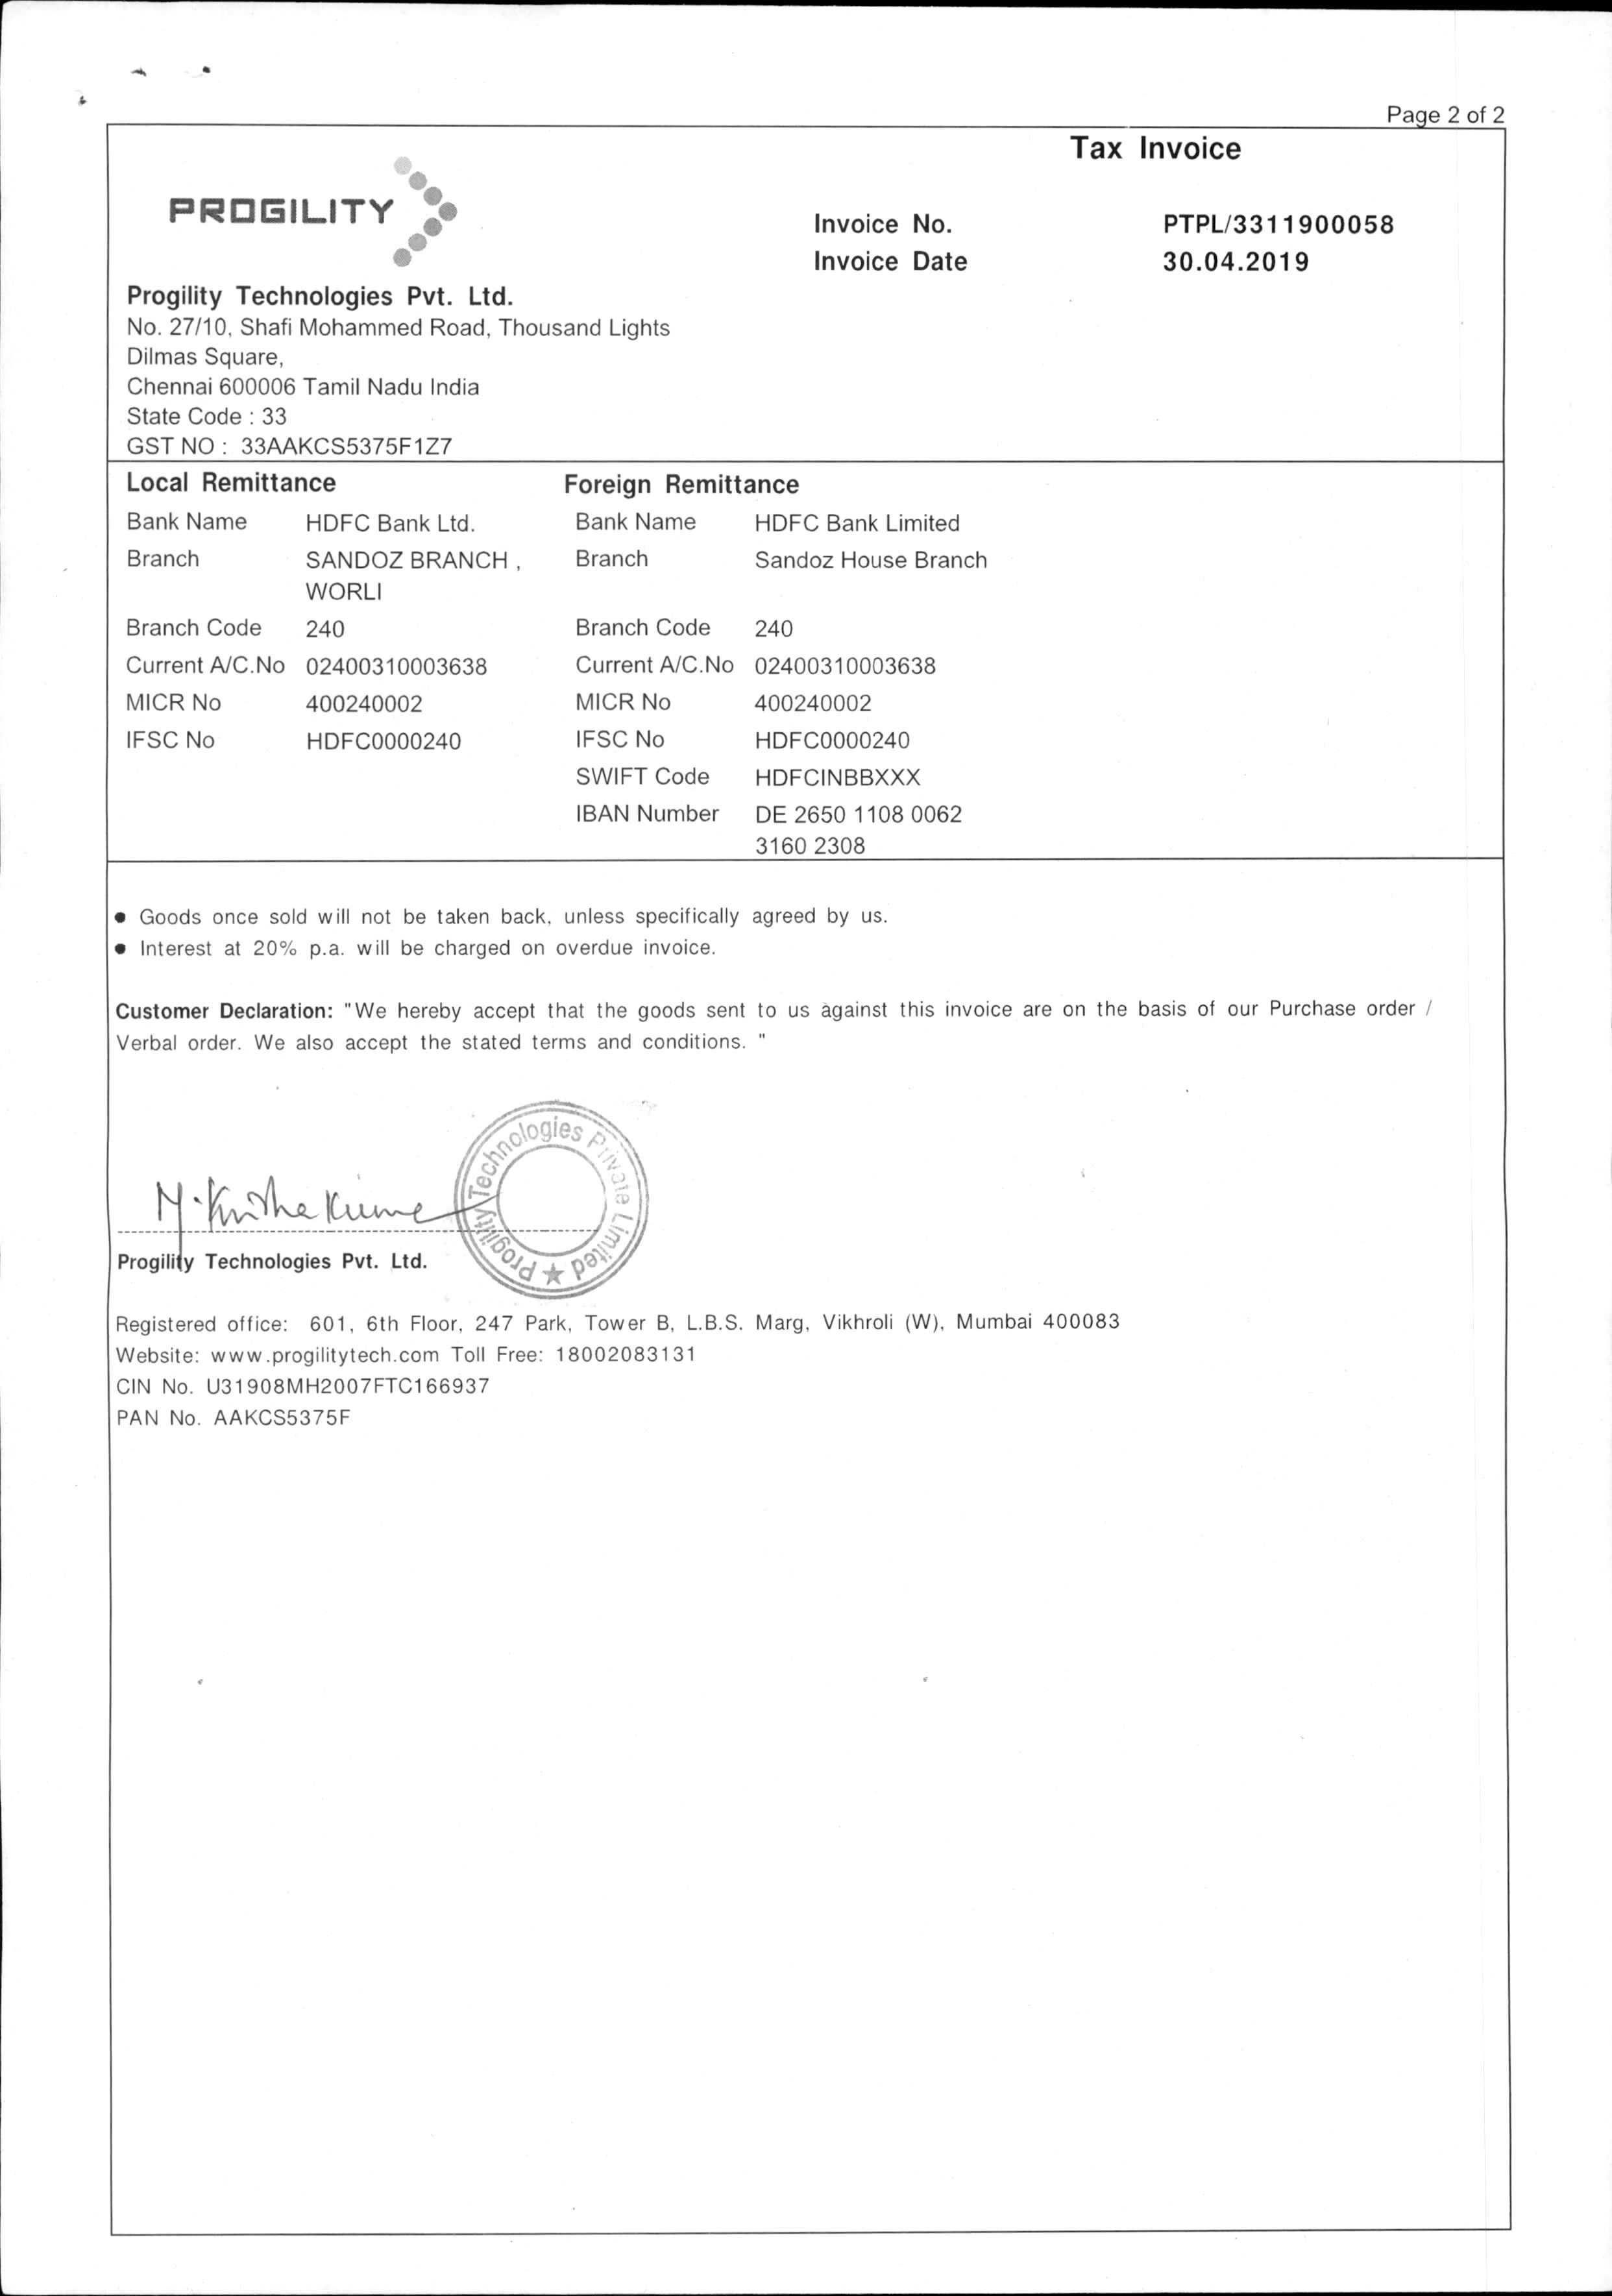 Page 2 of 2
Tax Invoice
PROGILITY
Invoice No. PTPL/3311900058
Invoice Date 30.04.2019
Progility Technologies Pvt. Ltd.
No. 27/10, Shafi Mohammed Road, Thousand Lights
Dilmas Square,
Chennai 600006 Tamil Nadu India
State Code : 33
GST NO : 33AAKCS5375F1Z7
Local Remittance Foreign Remittance
Bank Name HDFC Bank Ltd. Bank Name HDFC Bank Limited
Branch SANDOZ BRANCH , Branch Sandoz House Branch
WORLI
Branch Code 240 Branch Code 240
Current A/C.No 02400310003638 Current A/C.No 02400310003638
MICR No 400240002 MICR No 400240002
IFSC No HDFC0000240 IFSC No HDFC0000240
SWIFT Code HDFCINBBXXX
IBAN Number DE 2650 1108 0062
3160 2308
• Goods once sold will not be taken back, unless specifically agreed by us.
• Interest at 20% p.a. will be charged on overdue invoice.
Customer Declaration: "We hereby accept that the goods sent to us against this invoice are on the basis of our Purchase order /
Verbal order. We also accept the stated terms and conditions. "
Progility Technologies Private Limited
Progility Technologies Pvt. Ltd.
Registered office: 601, 6th Floor, 247 Park, Tower B, L.B.S. Marg, Vikhroli (W), Mumbai 400083
Website: www.progilitytech.com Toll Free: 18002083131
CIN No. U31908MH2007FTC166937
PAN No. AAKCS5375F